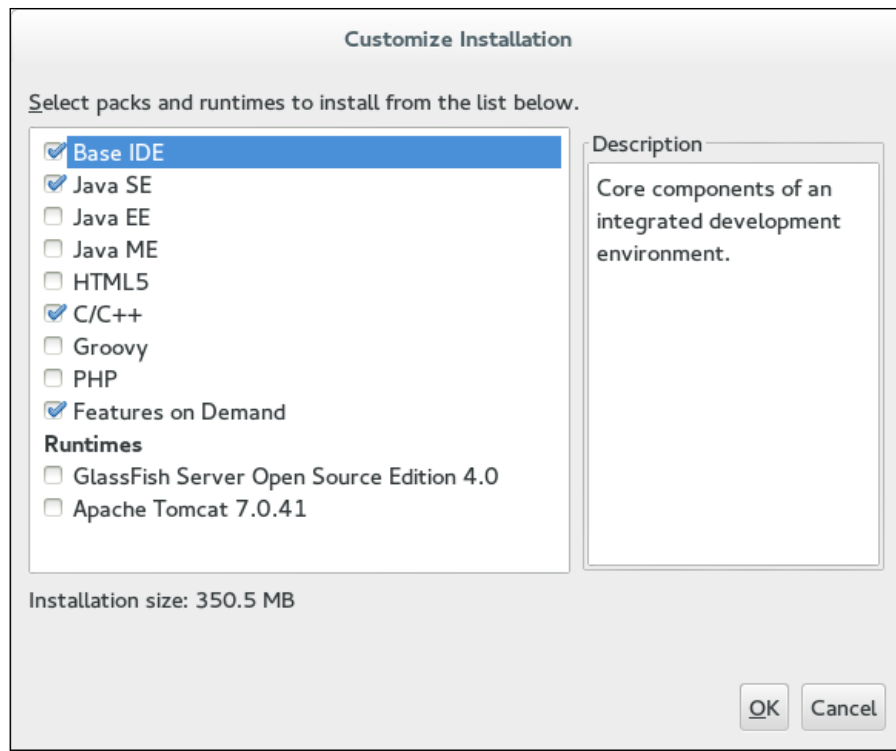 Customize Installation
Select packs and runtimes to install from the list below.
Base IDE
Java SE
Java EE
Java ME
HTML5
C/C++
Groovy
PHP
Features on Demand
Runtimes
GlassFish Server Open Source Edition 4.0
Apache Tomcat 7.0.41
Description
Core components of an
integrated development
environment.
Installation size: 350.5 MB
OK
Cancel